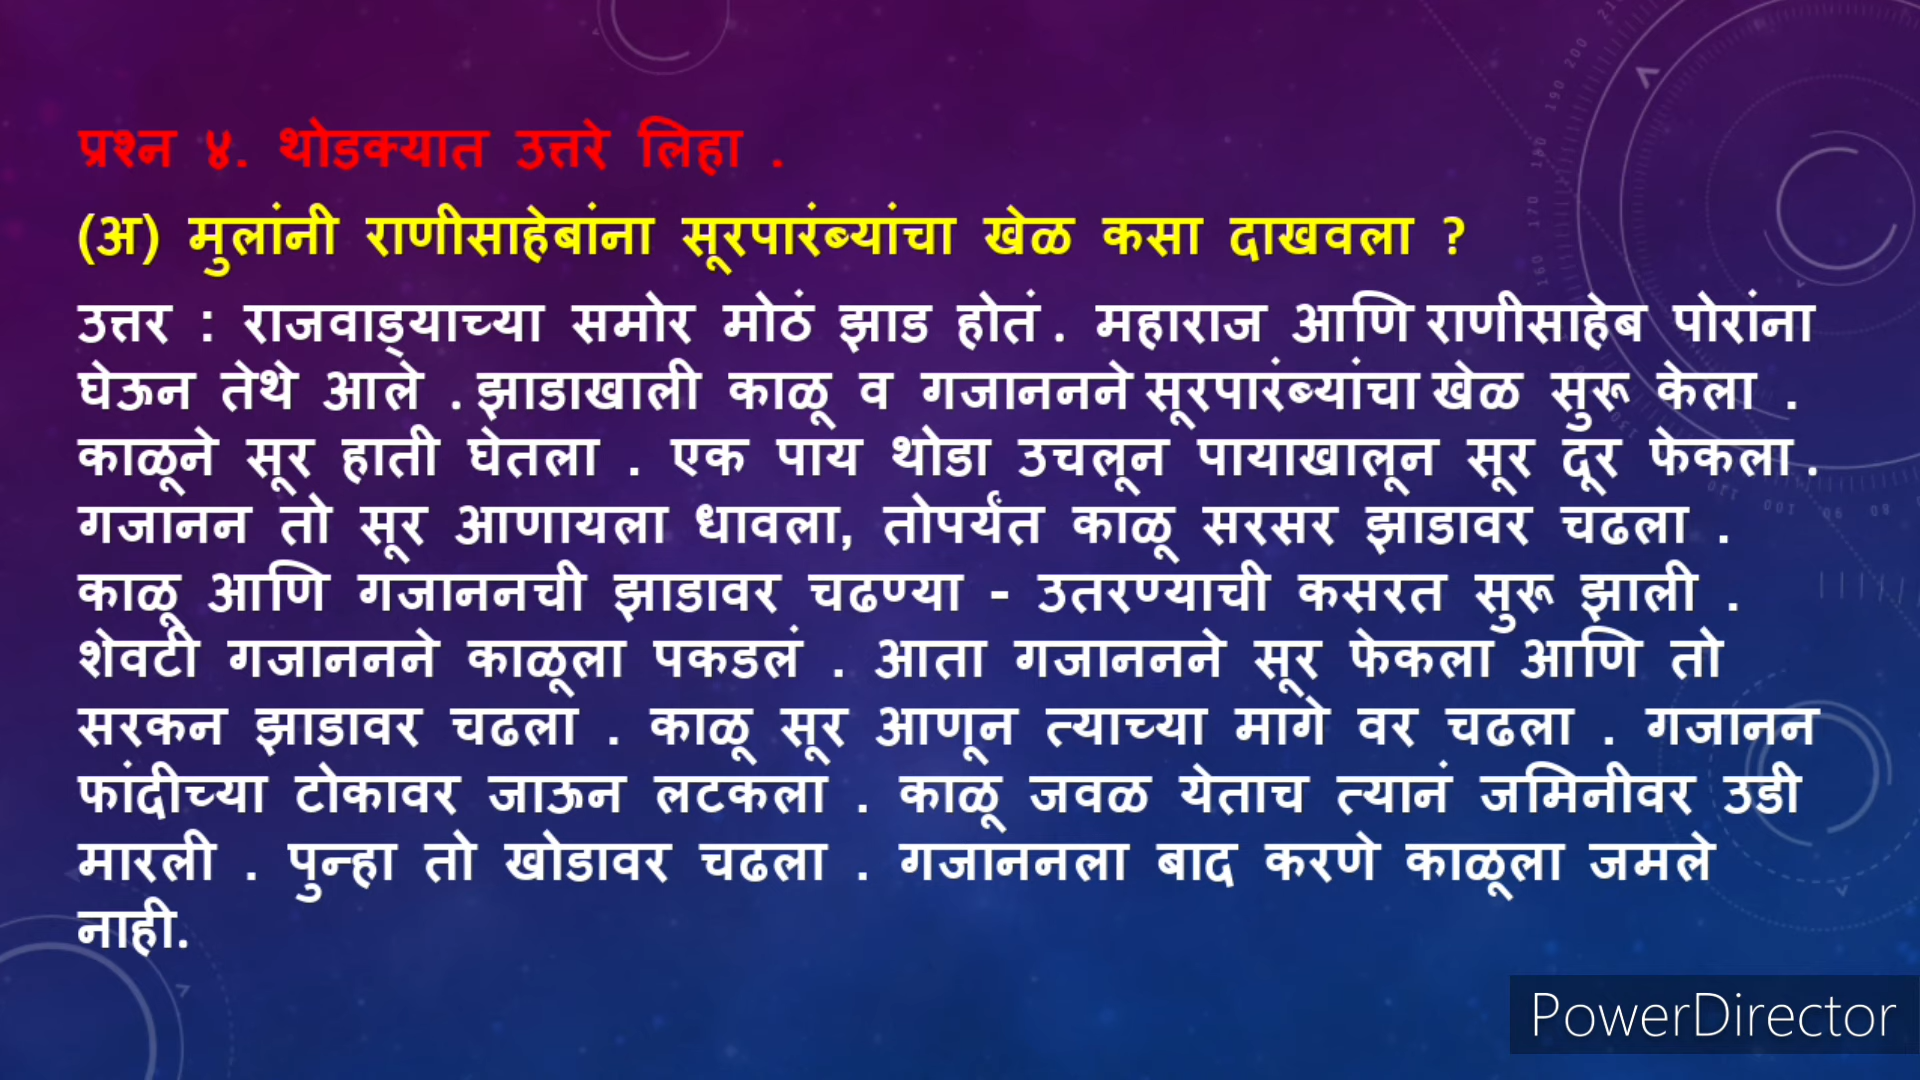 प्रश्न ४. थोडक्यात उत्तरे लिहा .
(अ) मुलांनी राणीसाहेबांना सूरपारंब्यांचा खेळ कसा दाखवला ?
उत्तर : राजवाड्याच्या समोर मोठं झाड होतं . महाराज आणि राणीसाहेब पोरांना
घेऊन तेथे आले . झाडाखाली काळू व गजाननने सूरपारंब्यांचा खेळ सुरू केला .
काळूने सूर हाती घेतला . एक पाय थोडा उचलून पायाखालून सूर दूर फेकला .
गजानन तो सूर आणायला धावला, तोपर्यंत काळू सरसर झाडावर चढला .
काळू आणि गजाननची झाडावर चढण्या - उतरण्याची कसरत सुरू झाली .
शेवटी गजाननने काळूला पकडलं . आता गजाननने सूर फेकला आणि तो
सरकन झाडावर चढला . काळू सूर आणून त्याच्या मागे वर चढला . गजानन
फांदीच्या टोकावर जाऊन लटकला . काळू जवळ येताच त्यानं जमिनीवर उडी
मारली . पुन्हा तो खोडावर चढला . गजाननला बाद करणे काळूला जमले
नाही.
PowerDirector